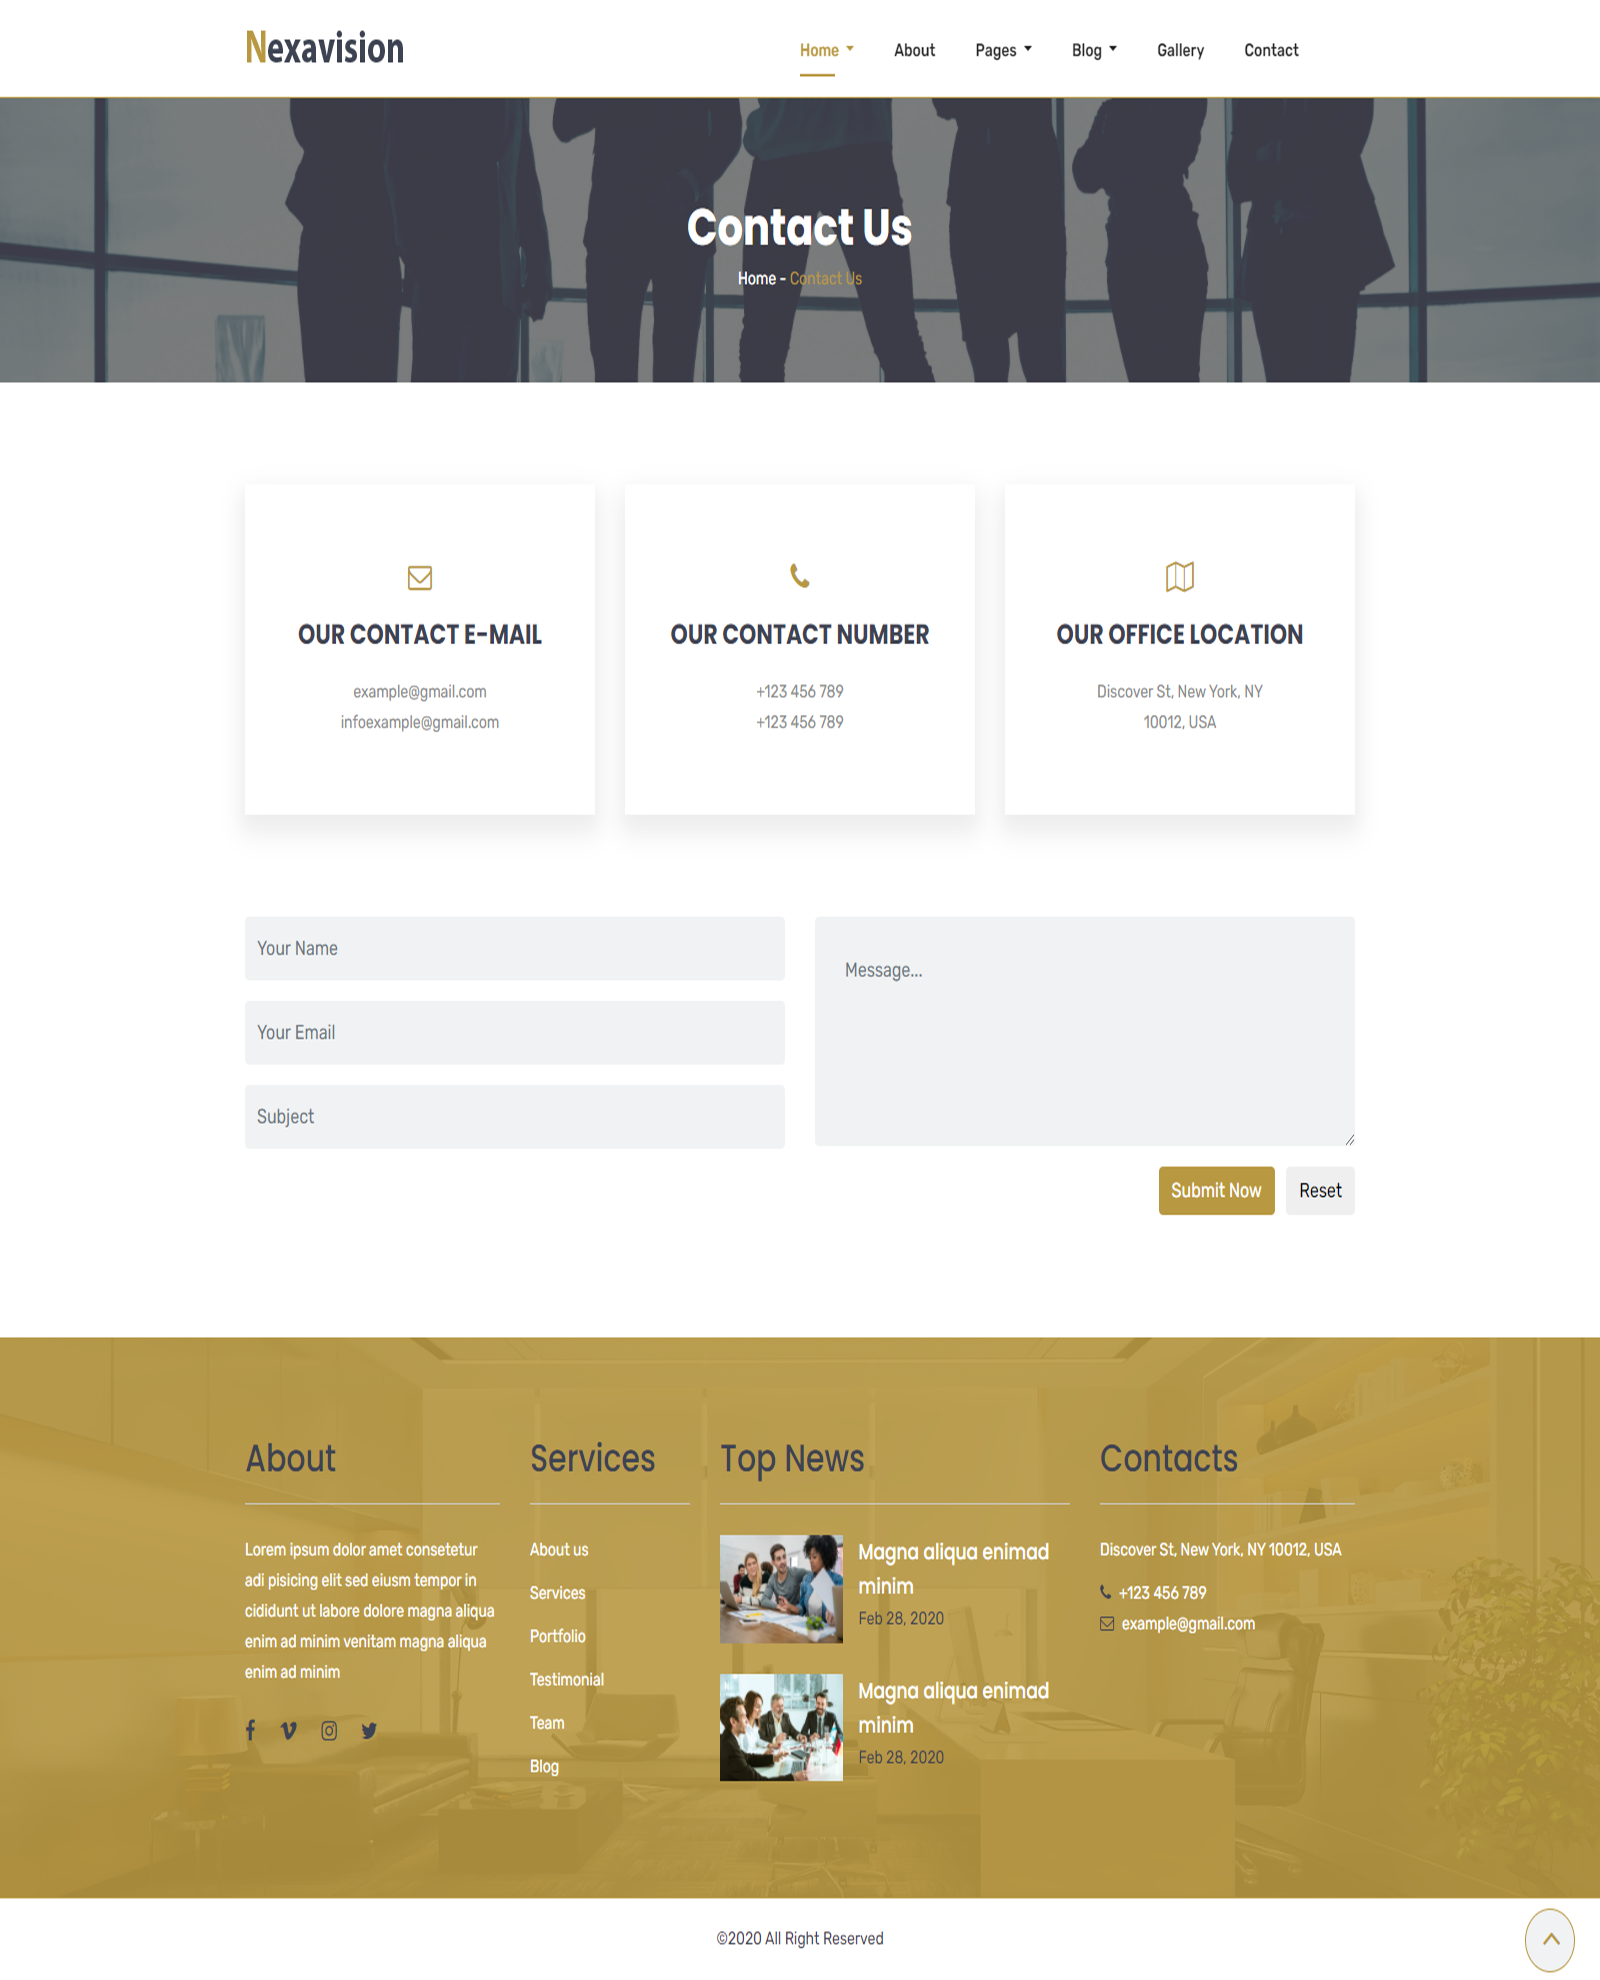 Nexavision
Home About Pages Blog Gallery Contact
Contact Us
Home - Contact Us
OUR CONTACT E-MAIL
example@gmail.com
infoexample@gmail.com
OUR CONTACT NUMBER
+123 456 789
+123 456 789
OUR OFFICE LOCATION
Discover St, New York, NY
10012, USA
Your Name
Your Email
Subject
Message...
Submit Now
Reset
About
Lorem ipsum dolor amet consetetur
adi pisicing elit sed eiusm tempor in
cididunt ut labore dolore magna aliqua
enim ad minim venitam magna aliqua
enim ad minim
Services
About us
Services
Portfolio
Testimonial
Team
Blog
Top News
Magna aliqua enimad
minim
Feb 28, 2020
Magna aliqua enimad
minim
Feb 28, 2020
Contacts
Discover St, New York, NY 10012, USA
+123 456 789
example@gmail.com
©2020 All Right Reserved